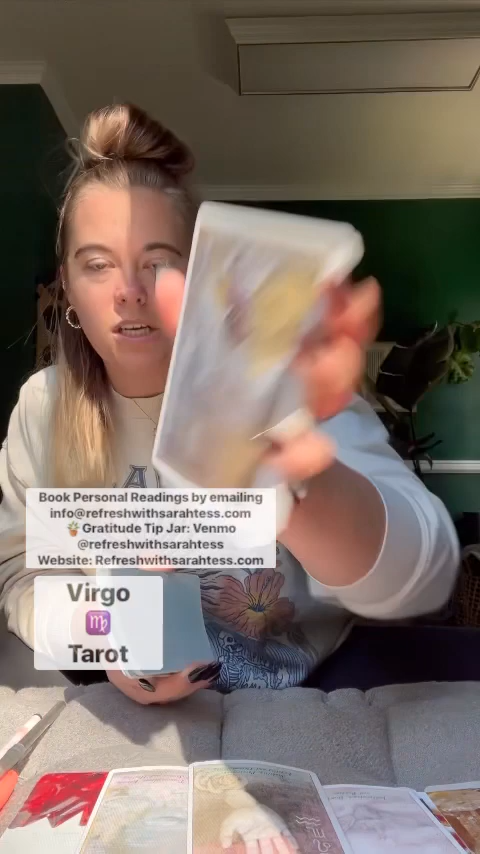 Book Personal Readings by emailing
info@refreshwithsarahtess.com
🪴Gratitude Tip Jar: Venmo
@refreshwithsarahtess
Website: Refreshwithsarahtess.com
Virgo
♍
Tarot